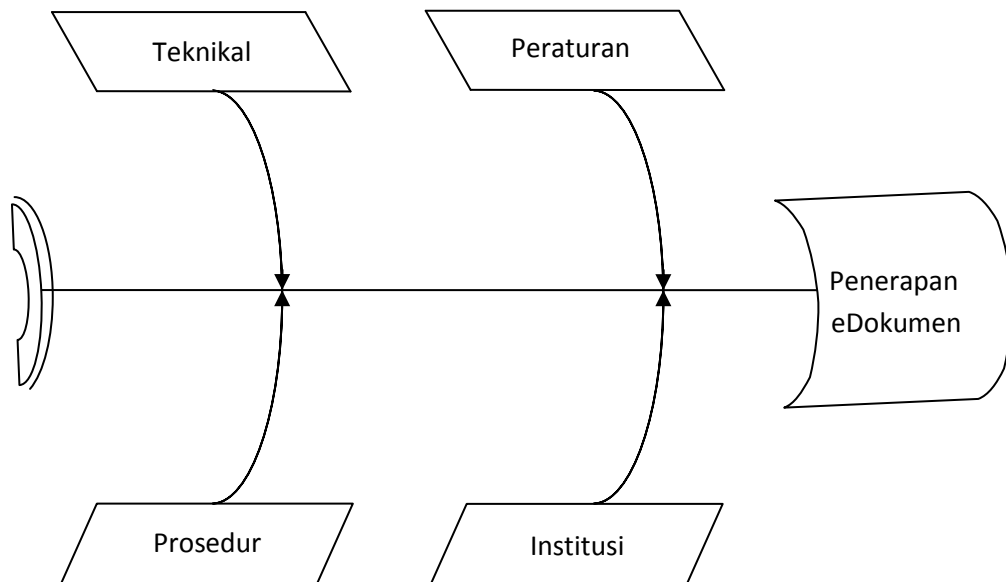 Teknikal
Peraturan
Penerapan
eDokumen
Prosedur
Institusi